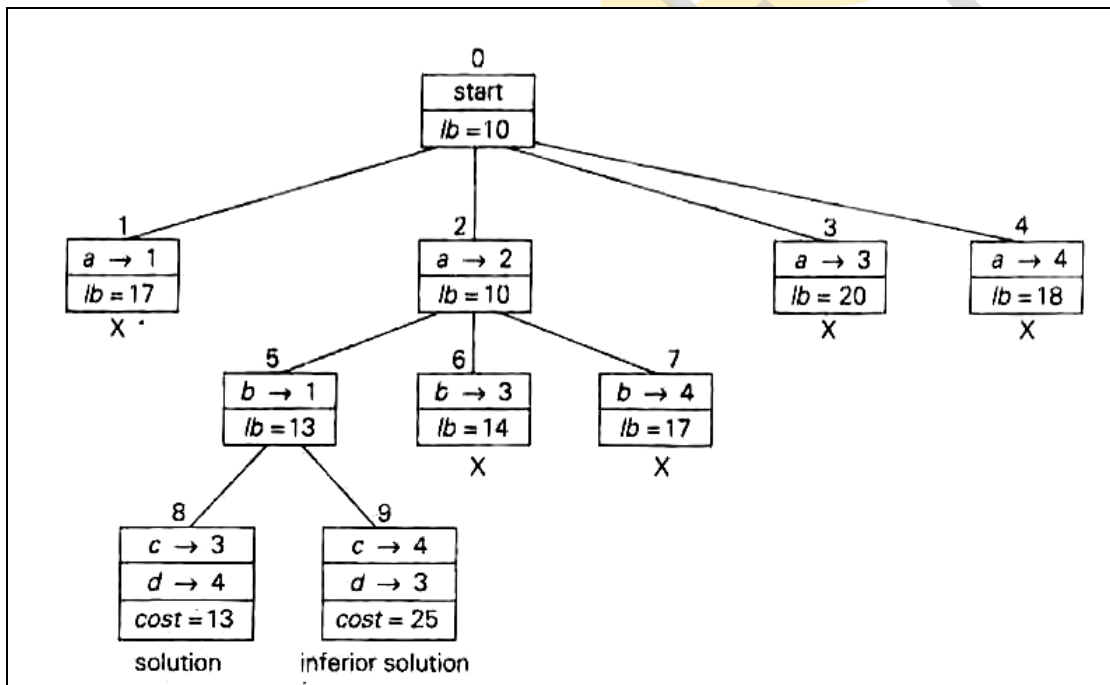 0
start
lb = 10
1 2 3 4
a → 1 a → 2 a → 3 a → 4
lb = 17 lb = 10 lb = 20 lb = 18
X X X
5 6 7
b → 1 b → 3 b → 4
lb = 13 lb = 14 lb = 17
X X
8 9
c → 3 c → 4
d → 4 d → 3
cost = 13 cost = 25
solution inferior solution